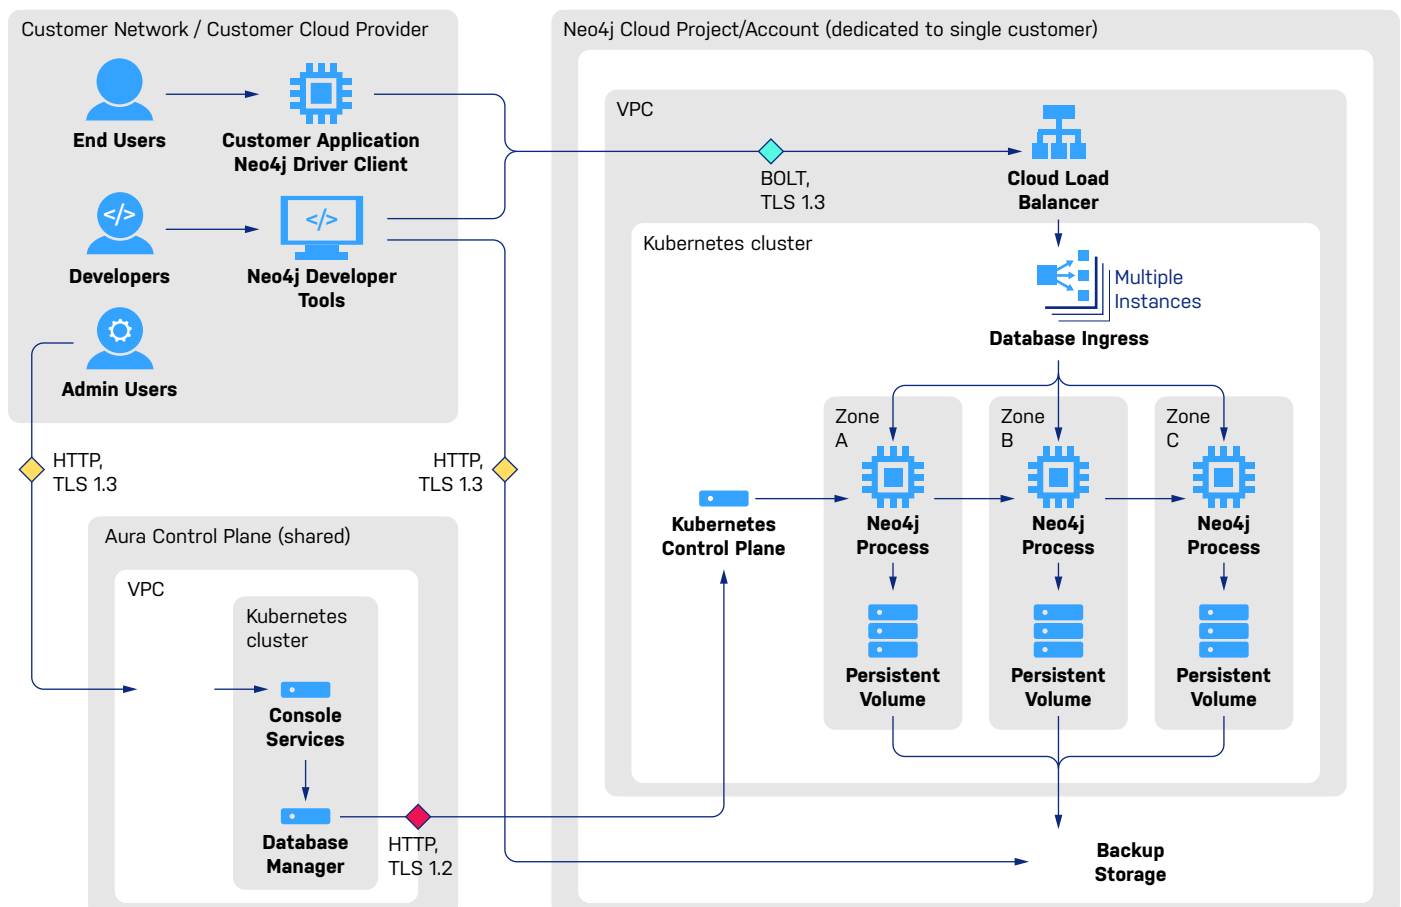 Customer Network / Customer Cloud Provider
End Users
Customer Application
Neo4j Driver Client
</>
Developers
</>
Neo4j Developer
Tools
Admin Users
HTTP,
TLS 1.3
HTTP,
TLS 1.3
Aura Control Plane (shared)
VPC
Kubernetes
cluster
Console
Services
Database
Manager
HTTP,
TLS 1.2
Neo4j Cloud Project/Account (dedicated to single customer)
VPC
BOLT,
TLS 1.3
Cloud Load
Balancer
Kubernetes cluster
Multiple
Instances
Database Ingress
Kubernetes
Control Plane
Zone
A
Neo4j
Process
Persistent
Volume
Zone
B
Neo4j
Process
Persistent
Volume
Zone
C
Neo4j
Process
Persistent
Volume
Backup
Storage